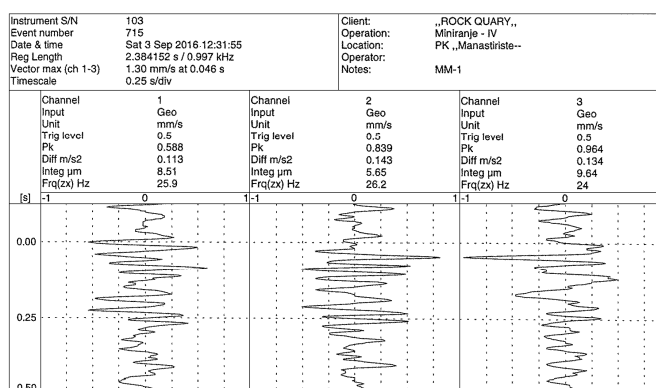 Instrument S/N 103
Event number 715
Date & time Sat 3 Sep 2016 12:31:55
Reg Length 2.384152 s / 0.997 kHz
Vector max (ch 1-3) 1.30 mm/s at 0.046 s
Timescale 0.25 s/div
Client: ,,ROCK QUARY,,
Operation: Miniranje - IV
Location: PK ,,Manastiriste--
Operator:
Notes: MM-1
Channel 1 Channel 2 Channel 3
Input Geo Input Geo Input Geo
Unit mm/s Unit mm/s Unit mm/s
Trig level 0.5 Trig level 0.5 Trig level 0.5
Pk 0.588 Pk 0.839 Pk 0.964
Diff m/s2 0.113 Diff m/s2 0.143 Diff m/s2 0.134
Integ µm 8.51 Integ µm 5.65 Integ µm 9.64
Frq(zx) Hz 25.9 Frq(zx) Hz 26.2 Frq(zx) Hz 24
[s] -1 0 1 -1 0 1 -1 0
0.00
0.25
0.50